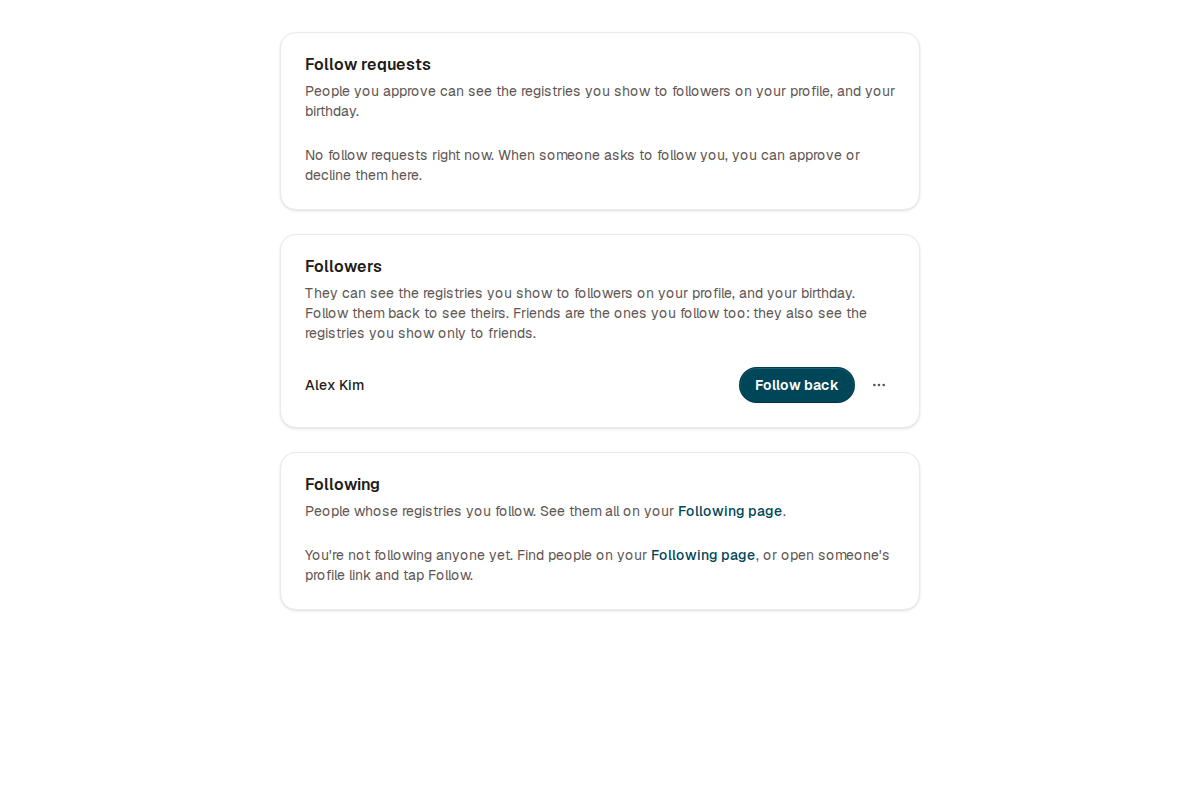 Follow requests
People you approve can see the registries you show to followers on your profile, and your
birthday.
No follow requests right now. When someone asks to follow you, you can approve or
decline them here.
Followers
They can see the registries you show to followers on your profile, and your birthday.
Follow them back to see theirs. Friends are the ones you follow too: they also see the
registries you show only to friends.
Alex Kim
Follow back
Following
People whose registries you follow. See them all on your Following page.
You're not following anyone yet. Find people on your Following page, or open someone's
profile link and tap Follow.